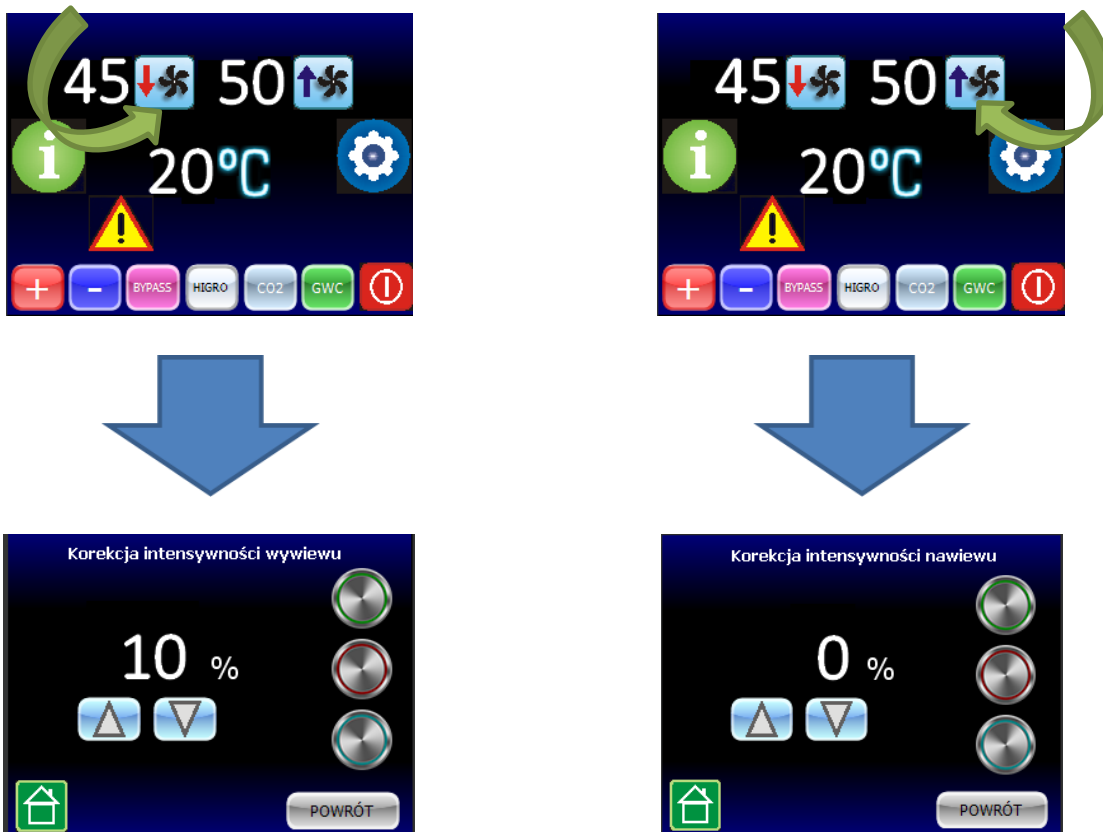 45 50
i
20°C
!
+ - BYPASS HIGRO CO2 GWC
45 50
i
20°C
!
+ - BYPASS HIGRO CO2 GWC
Korekcja intensywności wywiewu
10 %
POWRÓT
Korekcja intensywności nawiewu
0 %
POWRÓT